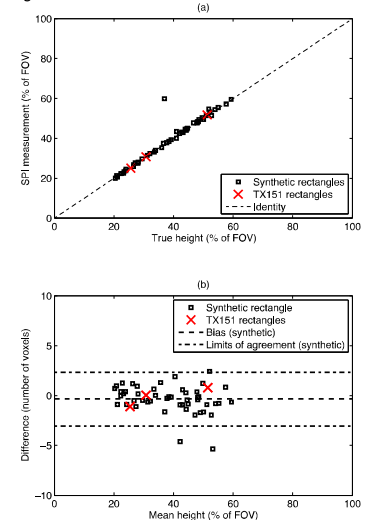 (a)
100
80
60
40
20
0
SPI measurement (% of FOV)
Synthetic rectangles
TX151 rectangles
Identity
0 20 40 60 80 100
True height (% of FOV)
(b)
10
5
0
−5
−10
Difference (number of voxels)
Synthetic rectangle
TX151 rectangles
Bias (synthetic)
Limits of agreement (synthetic)
0 20 40 60 80 100
Mean height (% of FOV)